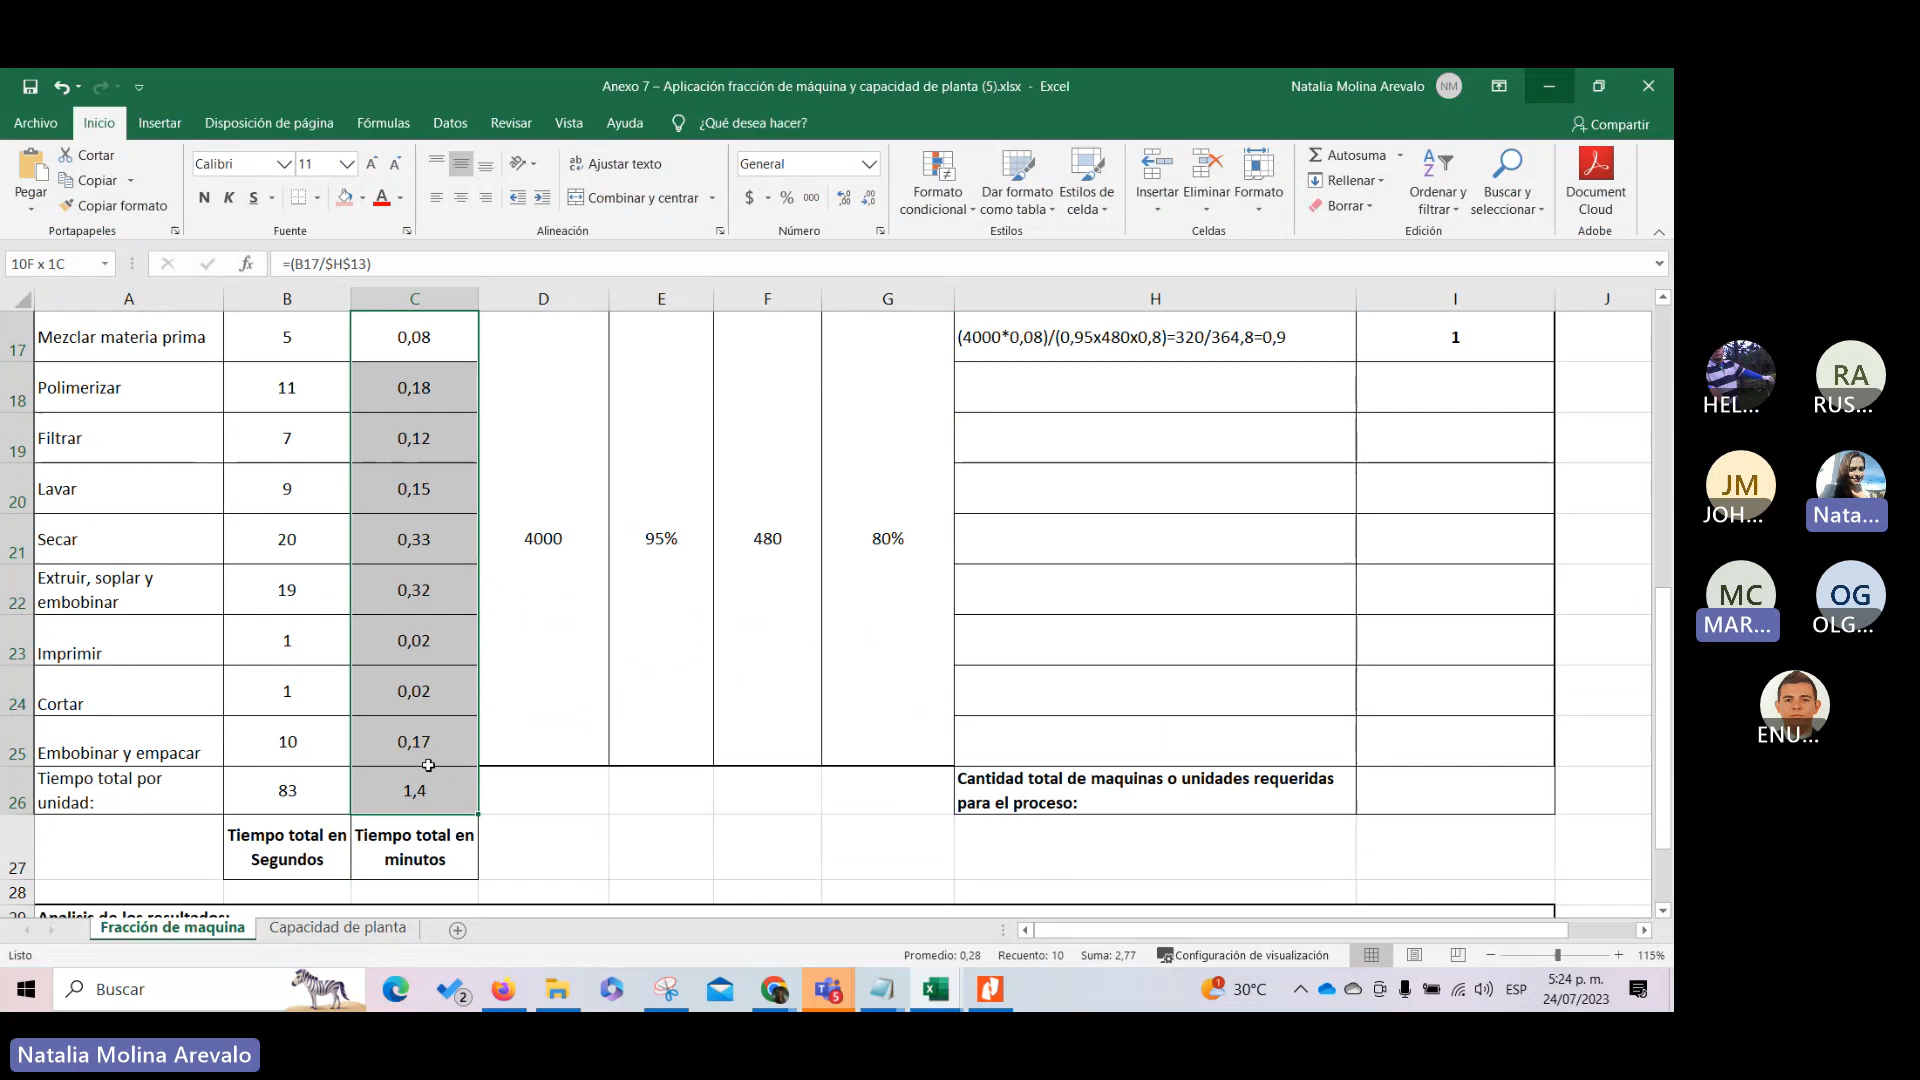 Anexo 7 – Aplicación fracción de máquina y capacidad de planta (5).xlsx - Excel
Natalia Molina Arevalo NM
Archivo Inicio Insertar Disposición de página Fórmulas Datos Revisar Vista Ayuda ¿Qué desea hacer? Compartir
Pegar
Cortar
Copiar
Copiar formato
Portapapeles
Calibri 11
N K S
Fuente
Ajustar texto
Combinar y centrar
Alineación
General
$ % 000
Número
Formato condicional
Dar formato como tabla
Estilos de celda
Estilos
Insertar Eliminar Formato
Celdas
Autosuma
Rellenar
Borrar
Ordenar y filtrar
Buscar y seleccionar
Edición
Document Cloud
Adobe
10F x 1C fx =(B17/$H$13)
A B C D E F G H I J
17 Mezclar materia prima 5 0,08 (4000*0,08)/(0,95x480x0,8)=320/364,8=0,9 1
18 Polimerizar 11 0,18
19 Filtrar 7 0,12
20 Lavar 9 0,15
21 Secar 20 0,33 4000 95% 480 80%
22 Extruir, soplar y embobinar 19 0,32
23 Imprimir 1 0,02
24 Cortar 1 0,02
25 Embobinar y empacar 10 0,17
26 Tiempo total por unidad: 83 1,4 Cantidad total de maquinas o unidades requeridas para el proceso:
27 Tiempo total en Segundos Tiempo total en minutos
28
29 Analisis de los resultados:
Fracción de maquina Capacidad de planta
Listo Promedio: 0,28 Recuento: 10 Suma: 2,77 Configuración de visualización 115%
Buscar
2
5
1
30°C ESP
5:24 p. m.
24/07/2023
HEL...
RA
RUS...
JM
JOH...
Nata...
MC
MAR...
OG
OLG...
ENU...
Natalia Molina Arevalo